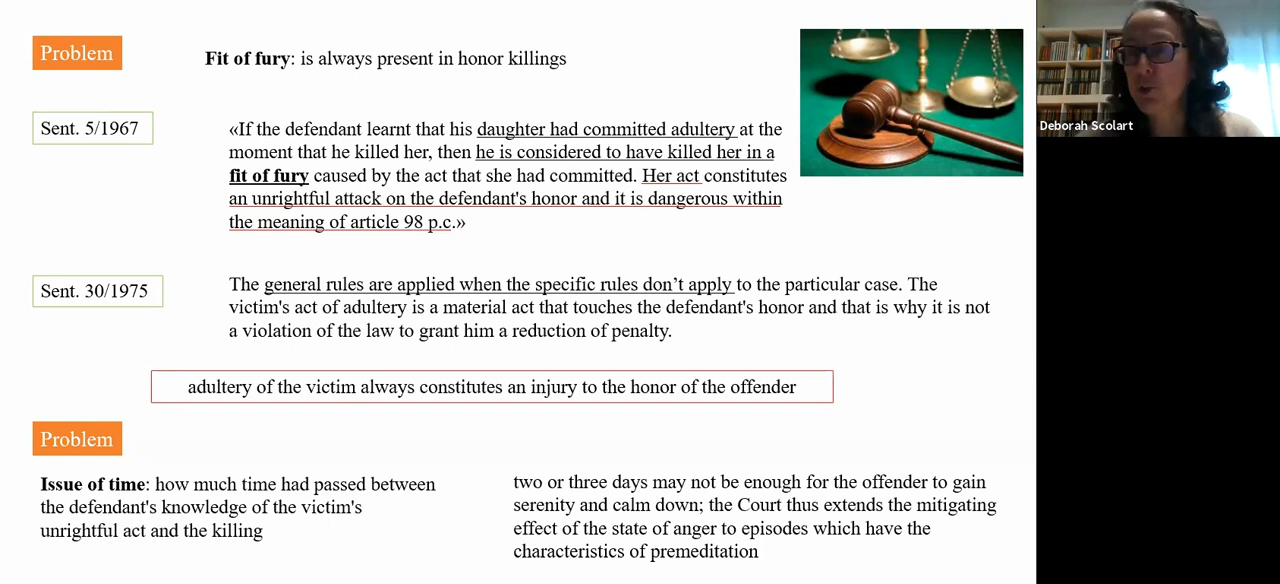 Problem
Fit of fury: is always present in honor killings
Sent. 5/1967
«If the defendant learnt that his daughter had committed adultery at the
moment that he killed her, then he is considered to have killed her in a
fit of fury caused by the act that she had committed. Her act constitutes
an unrightful attack on the defendant's honor and it is dangerous within
the meaning of article 98 p.c.»
Sent. 30/1975
The general rules are applied when the specific rules don’t apply to the particular case. The
victim's act of adultery is a material act that touches the defendant's honor and that is why it is not
a violation of the law to grant him a reduction of penalty.
adultery of the victim always constitutes an injury to the honor of the offender
Problem
Issue of time: how much time had passed between
the defendant's knowledge of the victim's
unrightful act and the killing
two or three days may not be enough for the offender to gain
serenity and calm down; the Court thus extends the mitigating
effect of the state of anger to episodes which have the
characteristics of premeditation
Deborah Scolart